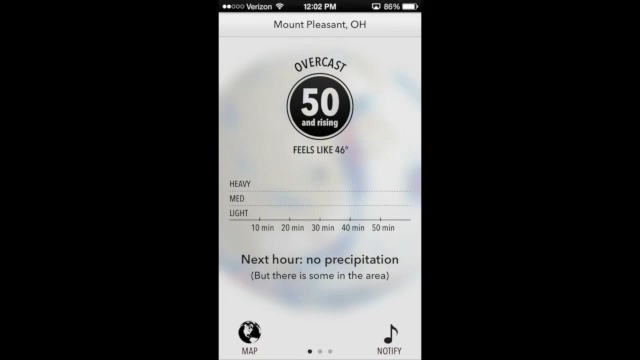 Verizon 12:02 PM 86%
Mount Pleasant, OH
OVERCAST
50
and rising
FEELS LIKE 46°
HEAVY
MED
LIGHT
10 min 20 min 30 min 40 min 50 min
Next hour: no precipitation
(But there is some in the area)
MAP NOTIFY